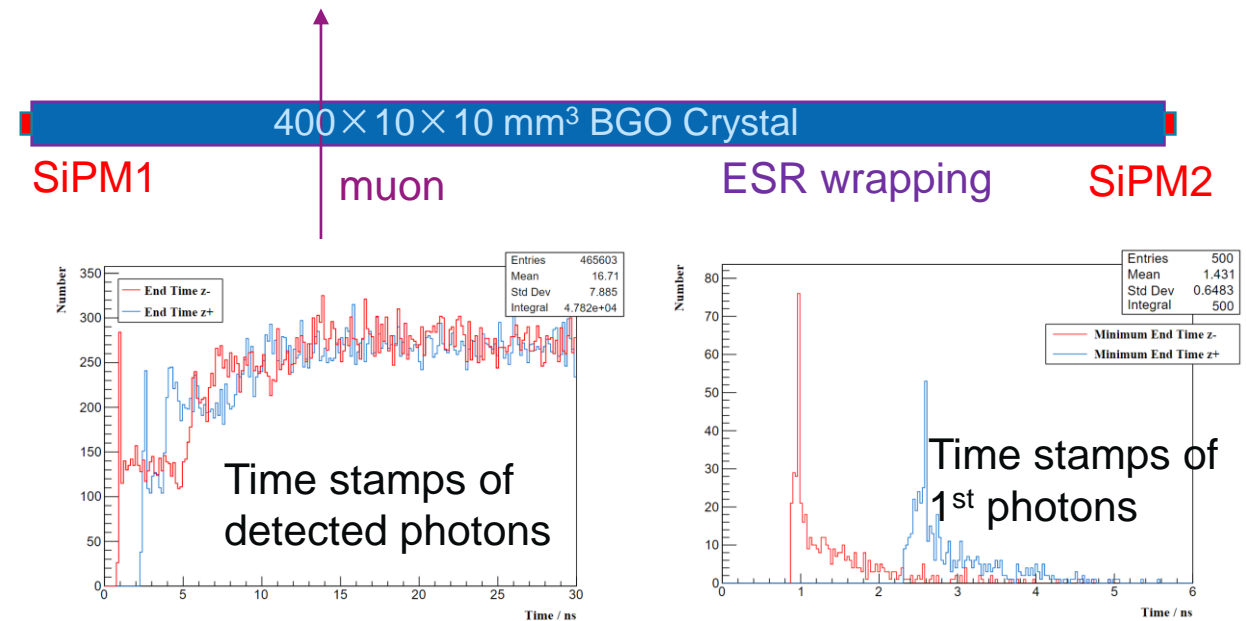 400×10×10 mm³ BGO Crystal
SiPM1
muon
ESR wrapping
SiPM2
Number
350
300
250
200
150
100
50
0
End Time z-
End Time z+
Entries 465603
Mean 16.71
Std Dev 7.885
Integral 4.782e+04
Time stamps of
detected photons
0 5 10 15 20 25 30
Time / ns
Number
80
70
60
50
40
30
20
10
0
Entries 500
Mean 1.431
Std Dev 0.6483
Integral 500
Minimum End Time z-
Minimum End Time z+
Time stamps of
1st photons
0 1 2 3 4 5 6
Time / ns